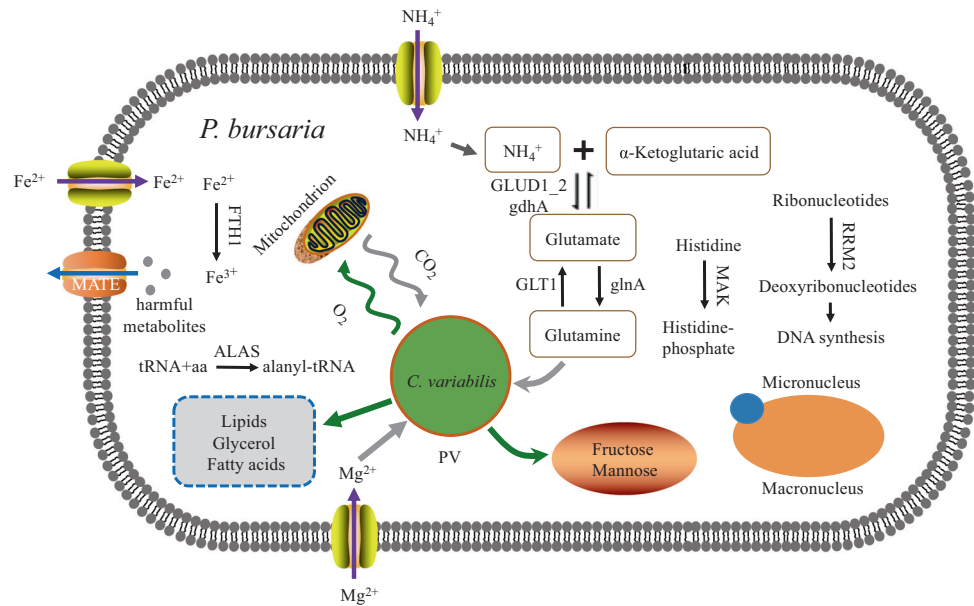 NH₄⁺
P. bursaria
NH₄⁺
NH₄⁺
α-Ketoglutaric acid
GLUD1_2
gdhA
Fe²⁺
Fe²⁺
Fe²⁺
FTH1
Fe³⁺
Mitochondrion
CO₂
O₂
MATE
harmful
metabolites
Glutamate
GLT1
glnA
Glutamine
Histidine
MAK
Histidine-
phosphate
Ribonucleotides
RRM2
Deoxyribonucleotides
DNA synthesis
tRNA+aa
ALAS
alanyl-tRNA
C. variabilis
PV
Lipids
Glycerol
Fatty acids
Mg²⁺
Mg²⁺
Fructose
Mannose
Micronucleus
Macronucleus